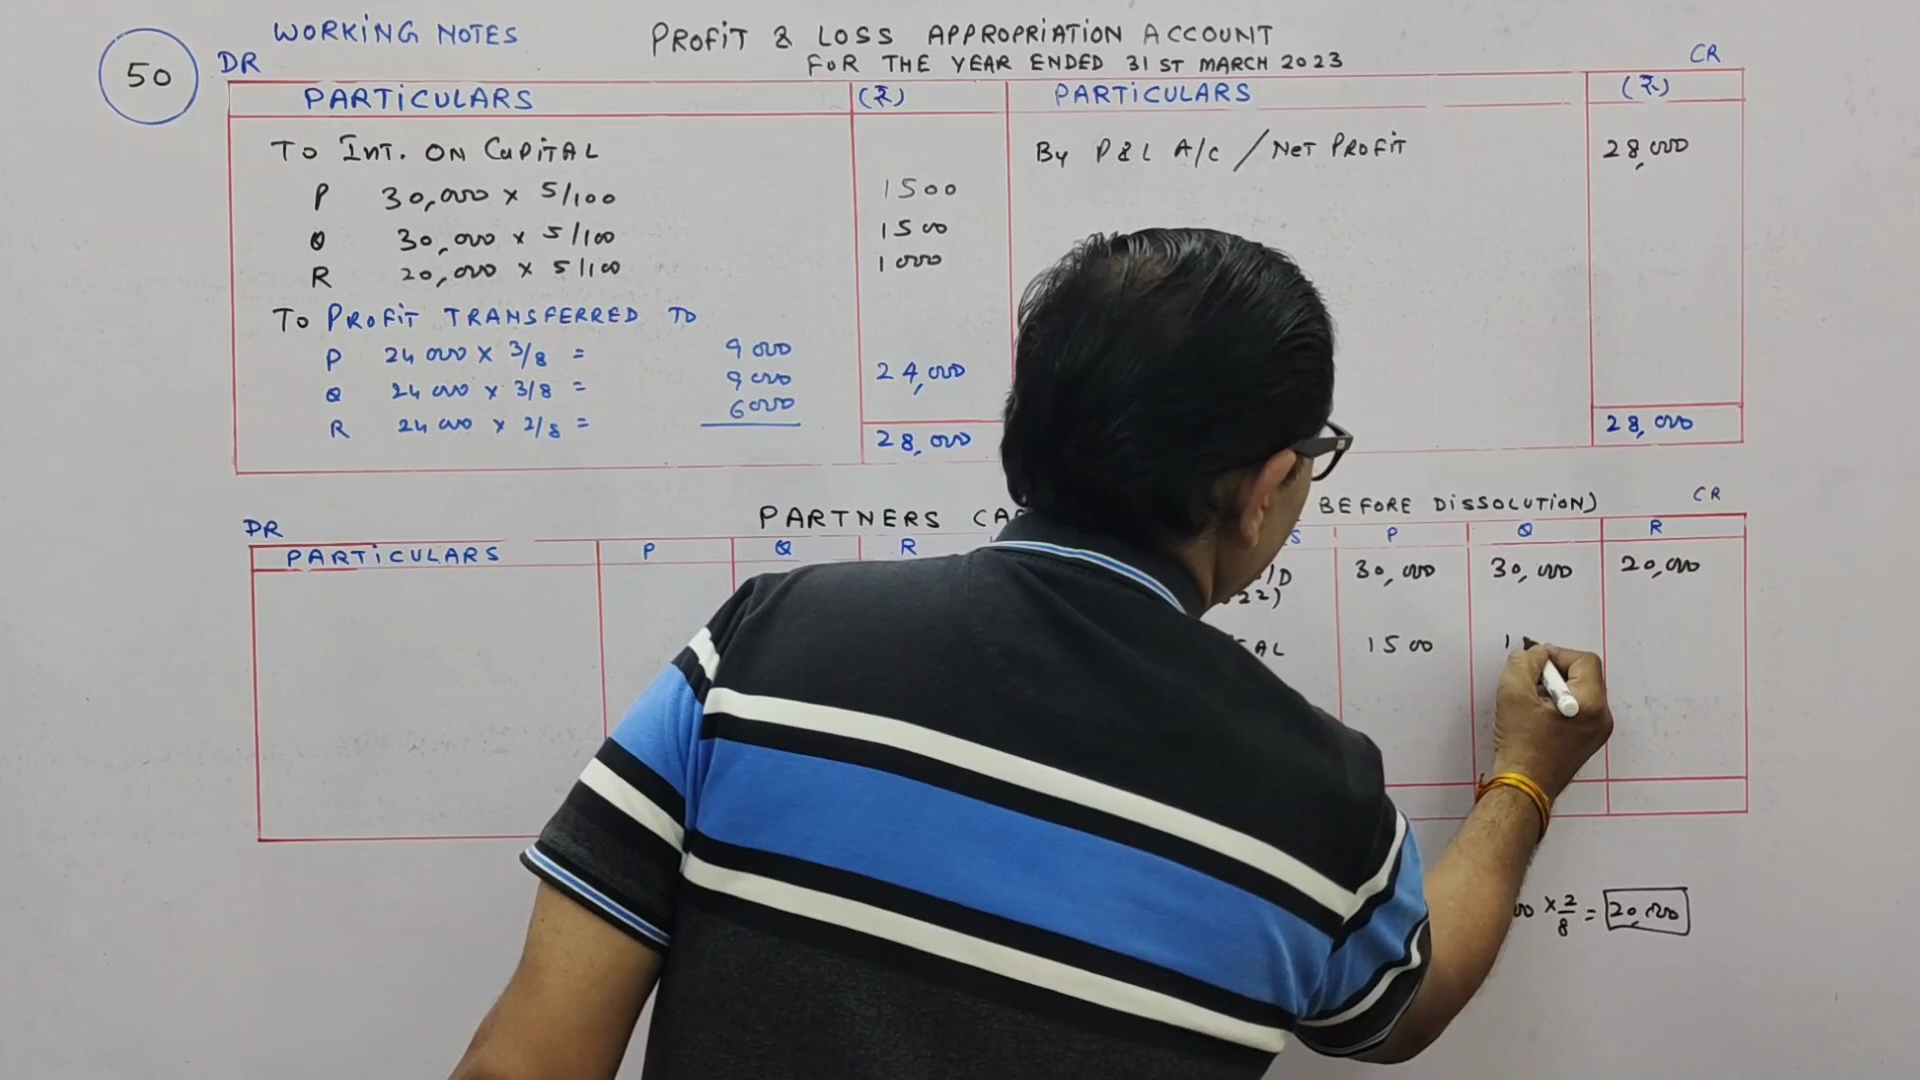 50
WORKING NOTES
PROFIT & LOSS APPROPRIATION ACCOUNT
FOR THE YEAR ENDED 31ST MARCH 2023
DR
CR
PARTICULARS (₹) PARTICULARS (₹)
TO INT. ON CAPITAL
P 30,000 × 5/100 1500
Q 30,000 × 5/100 1500
R 20,000 × 5/100 1000
TO PROFIT TRANSFERRED TO
P 24000 × 3/8 = 9000
Q 24000 × 3/8 = 9000 24,000
R 24000 × 2/8 = 6000
28,000
By P&L A/C / NET PROFIT 28,000
28,000
PARTNERS BEFORE DISSOLUTION)
DR
CR
PARTICULARS P Q R P Q R
30,000 30,000 20,000
1500
× 2/8 = 20,000